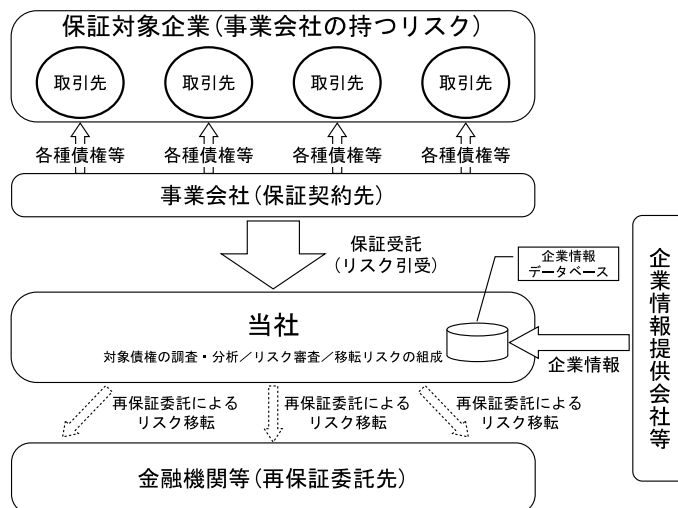 保証対象企業(事業会社の持つリスク)
取引先 取引先 取引先 取引先
各種債権等 各種債権等 各種債権等 各種債権等
事業会社(保証契約先)
保証受託
(リスク引受)
企業情報
データベース
企業情報提供会社等
当社
対象債権の調査・分析/リスク審査/移転リスクの組成
企業情報
再保証委託による
リスク移転
再保証委託による
リスク移転
再保証委託による
リスク移転
金融機関等(再保証委託先)